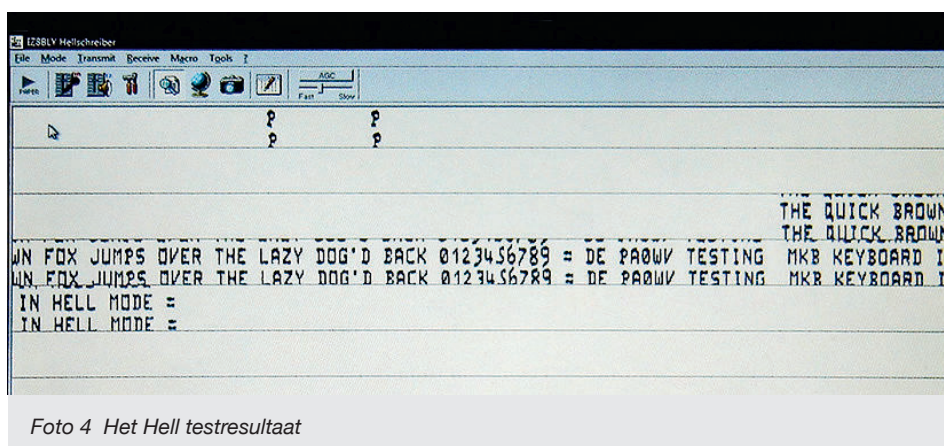 IZ8BLY Hellschreiber
File Mode Transmit Receive Macro Tools ?
PAPER AGC
Fast Slow
P P
P P
THE QUICK BROWN
THE QUICK BROWN
WN FOX JUMPS OVER THE LAZY DOG'D BACK 0123456789 = DE PA0WV TESTING MKB KEYBOARD I
WN FOX JUMPS OVER THE LAZY DOG'D BACK 0123456789 = DE PA0WV TESTING MKB KEYBOARD I
IN HELL MODE =
IN HELL MODE =
Foto 4 Het Hell testresultaat